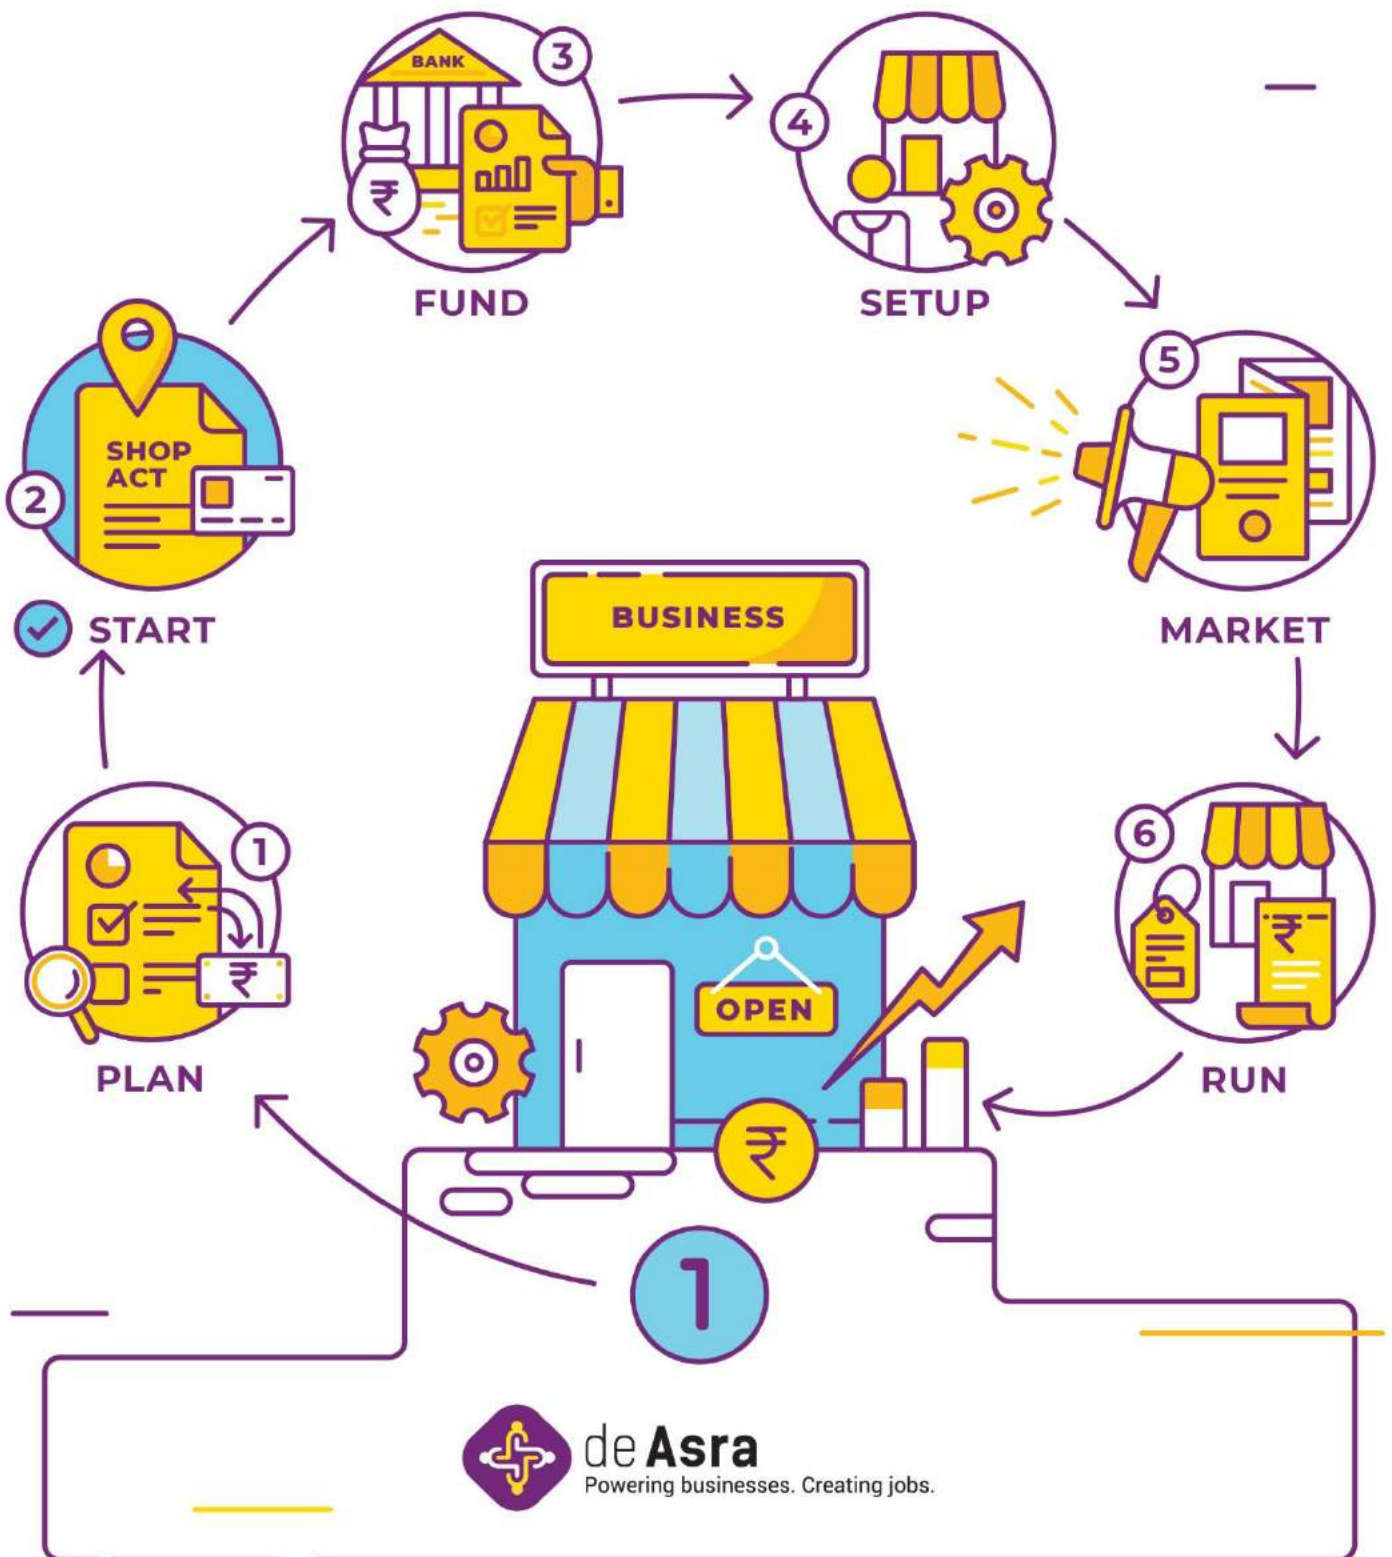 BANK
3
₹
FUND
4
SETUP
5
MARKET
SHOP
ACT
2
START
BUSINESS
6
₹
RUN
1
₹
PLAN
OPEN
₹
1
de Asra
Powering businesses. Creating jobs.